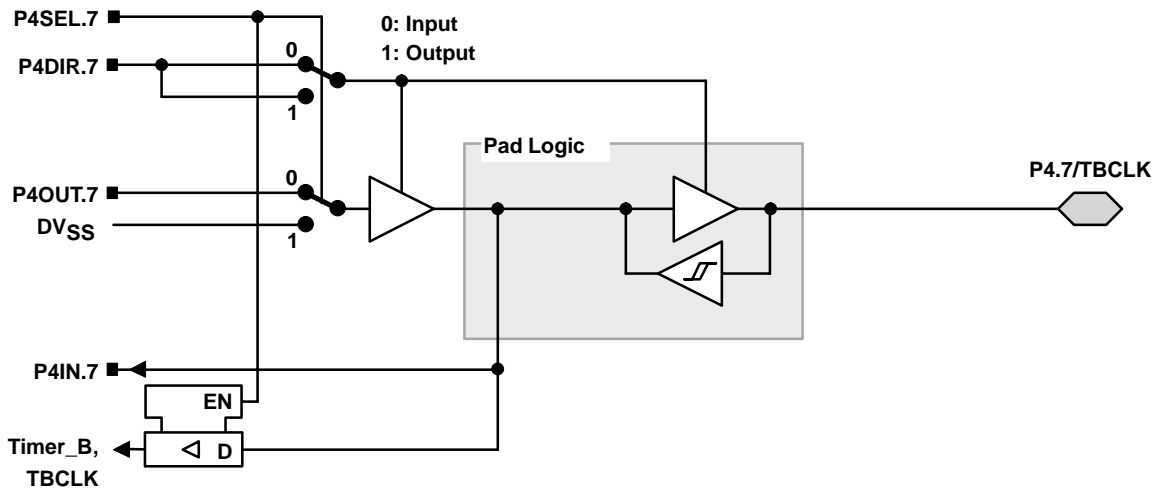 P4SEL.7
0: Input
1: Output
0
P4DIR.7
1
Pad Logic
P4.7/TBCLK
0
P4OUT.7
DVSS
1
P4IN.7
EN
Timer_B,
D
TBCLK